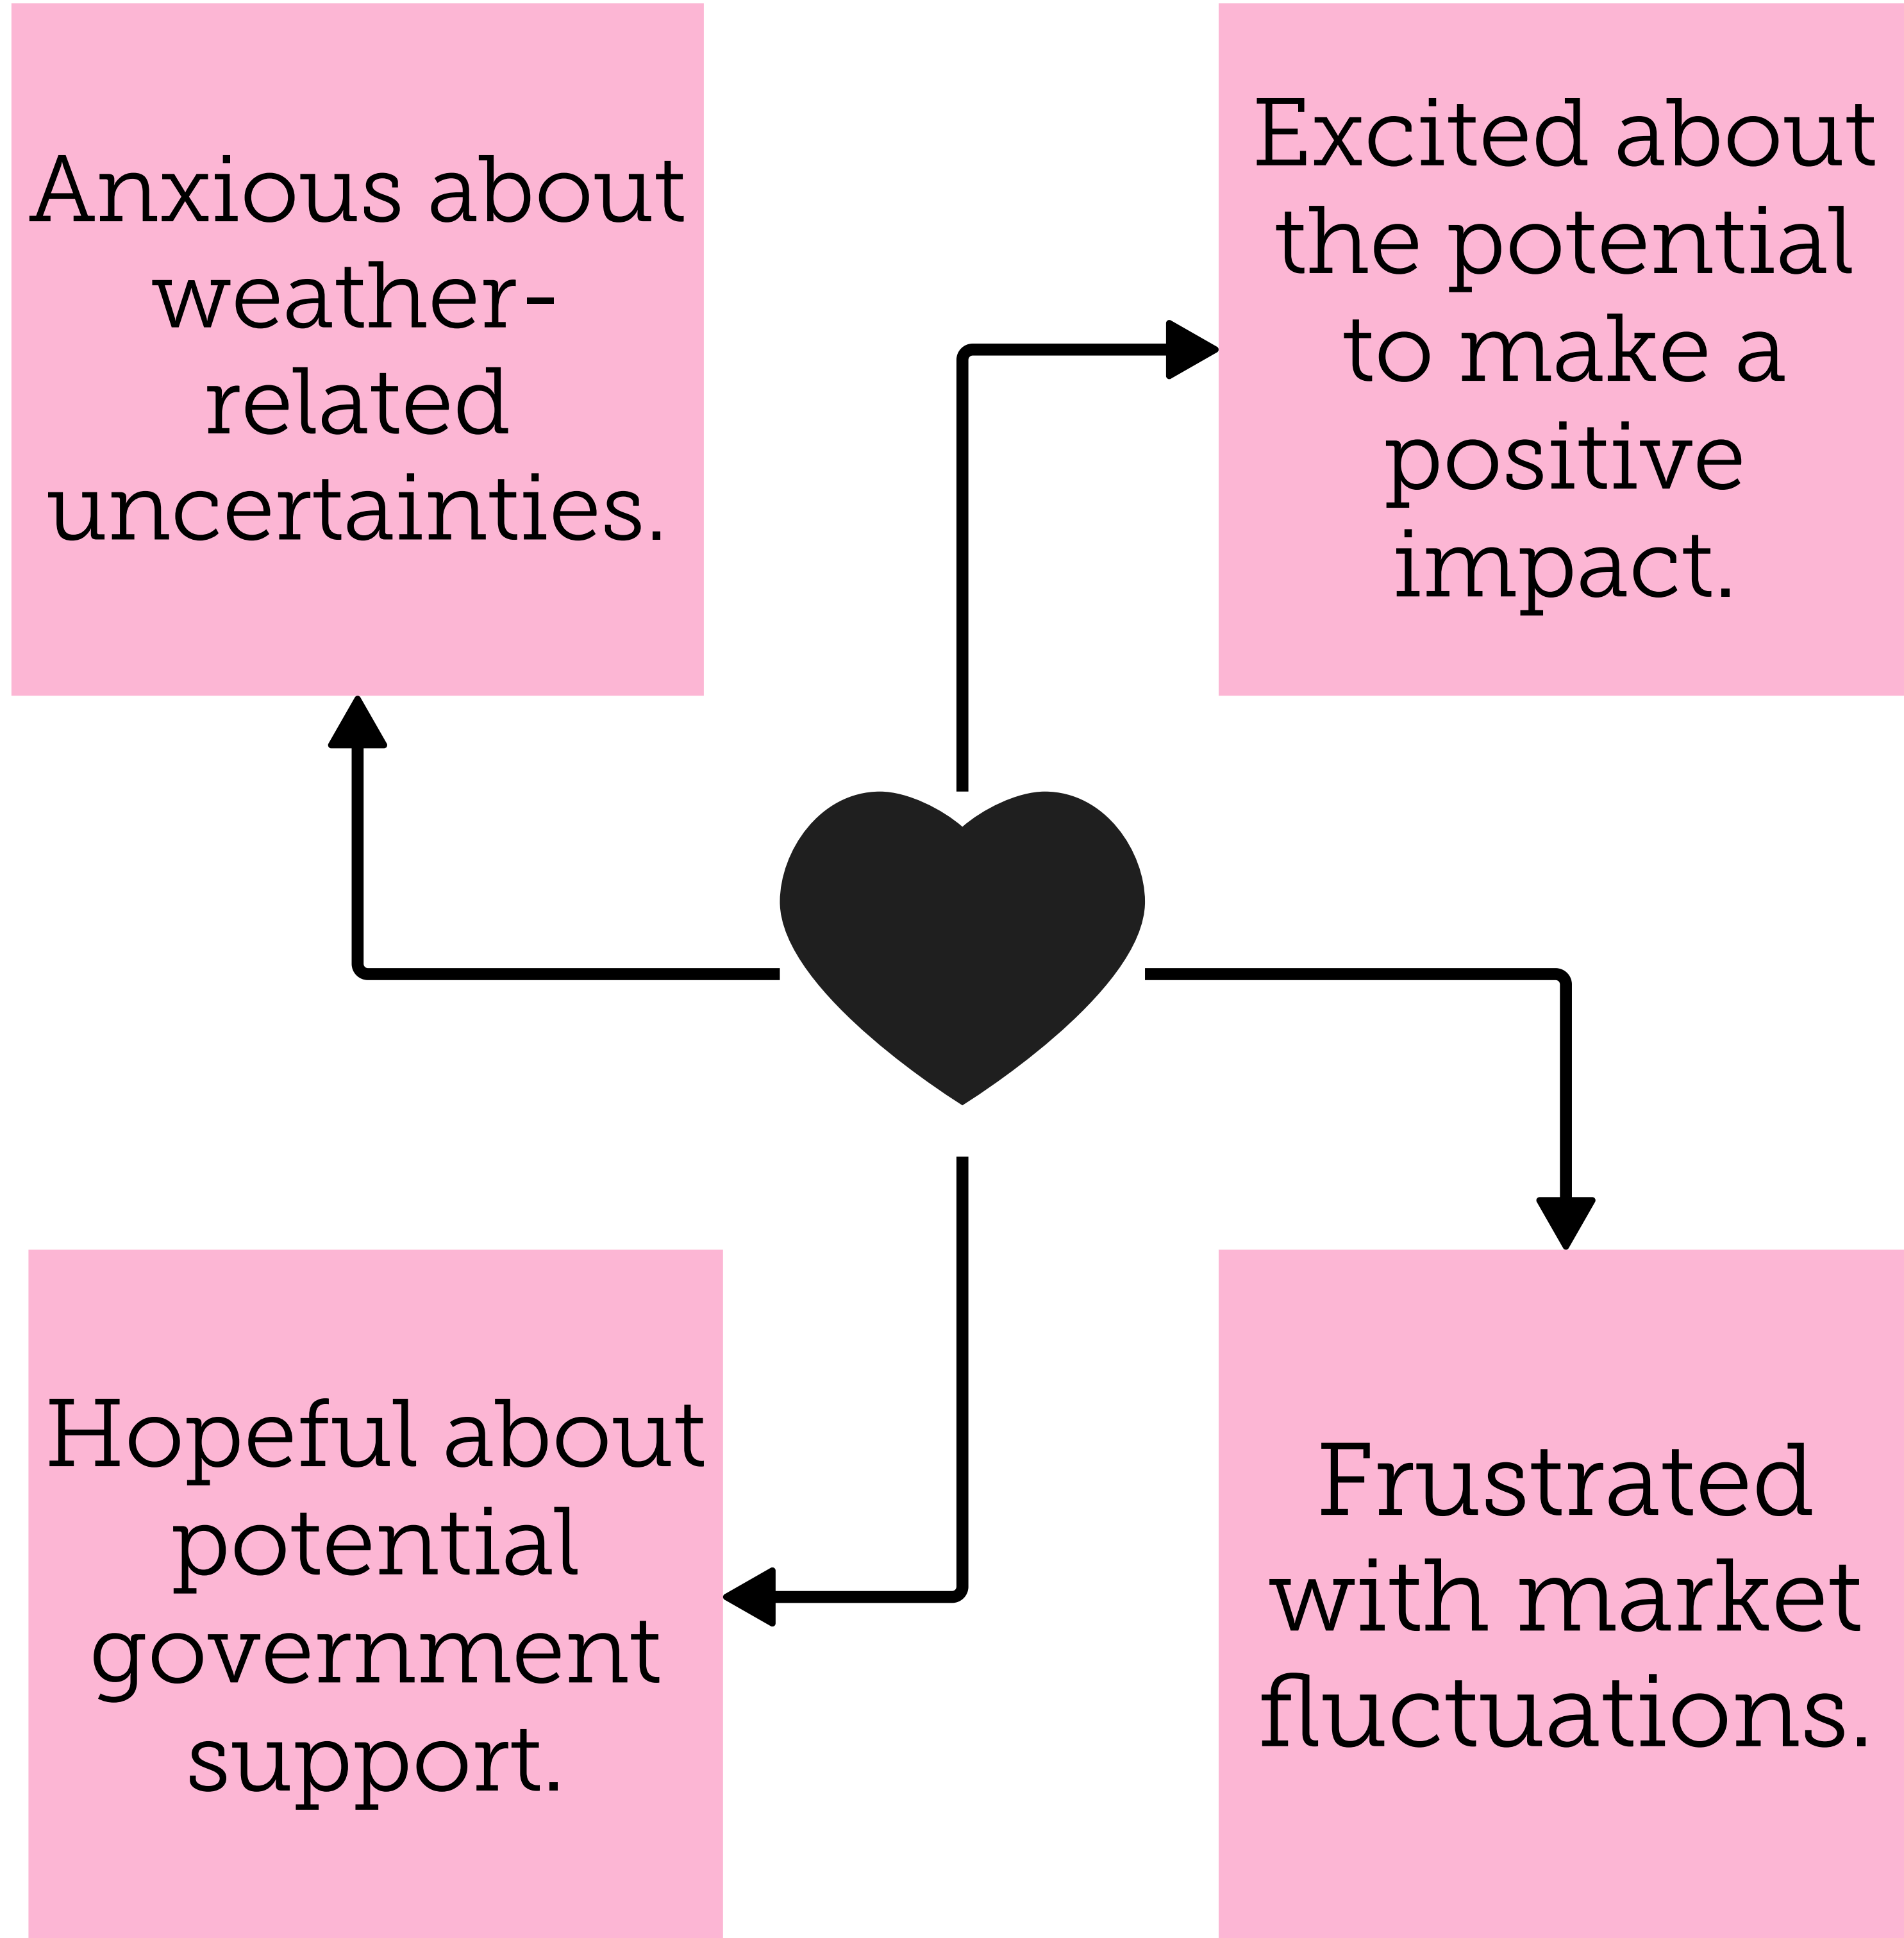 Anxious about
weather-
related
uncertainties.
Excited about
the potential
to make a
positive
impact.
Hopeful about
potential
government
support.
Frustrated
with market
fluctuations.